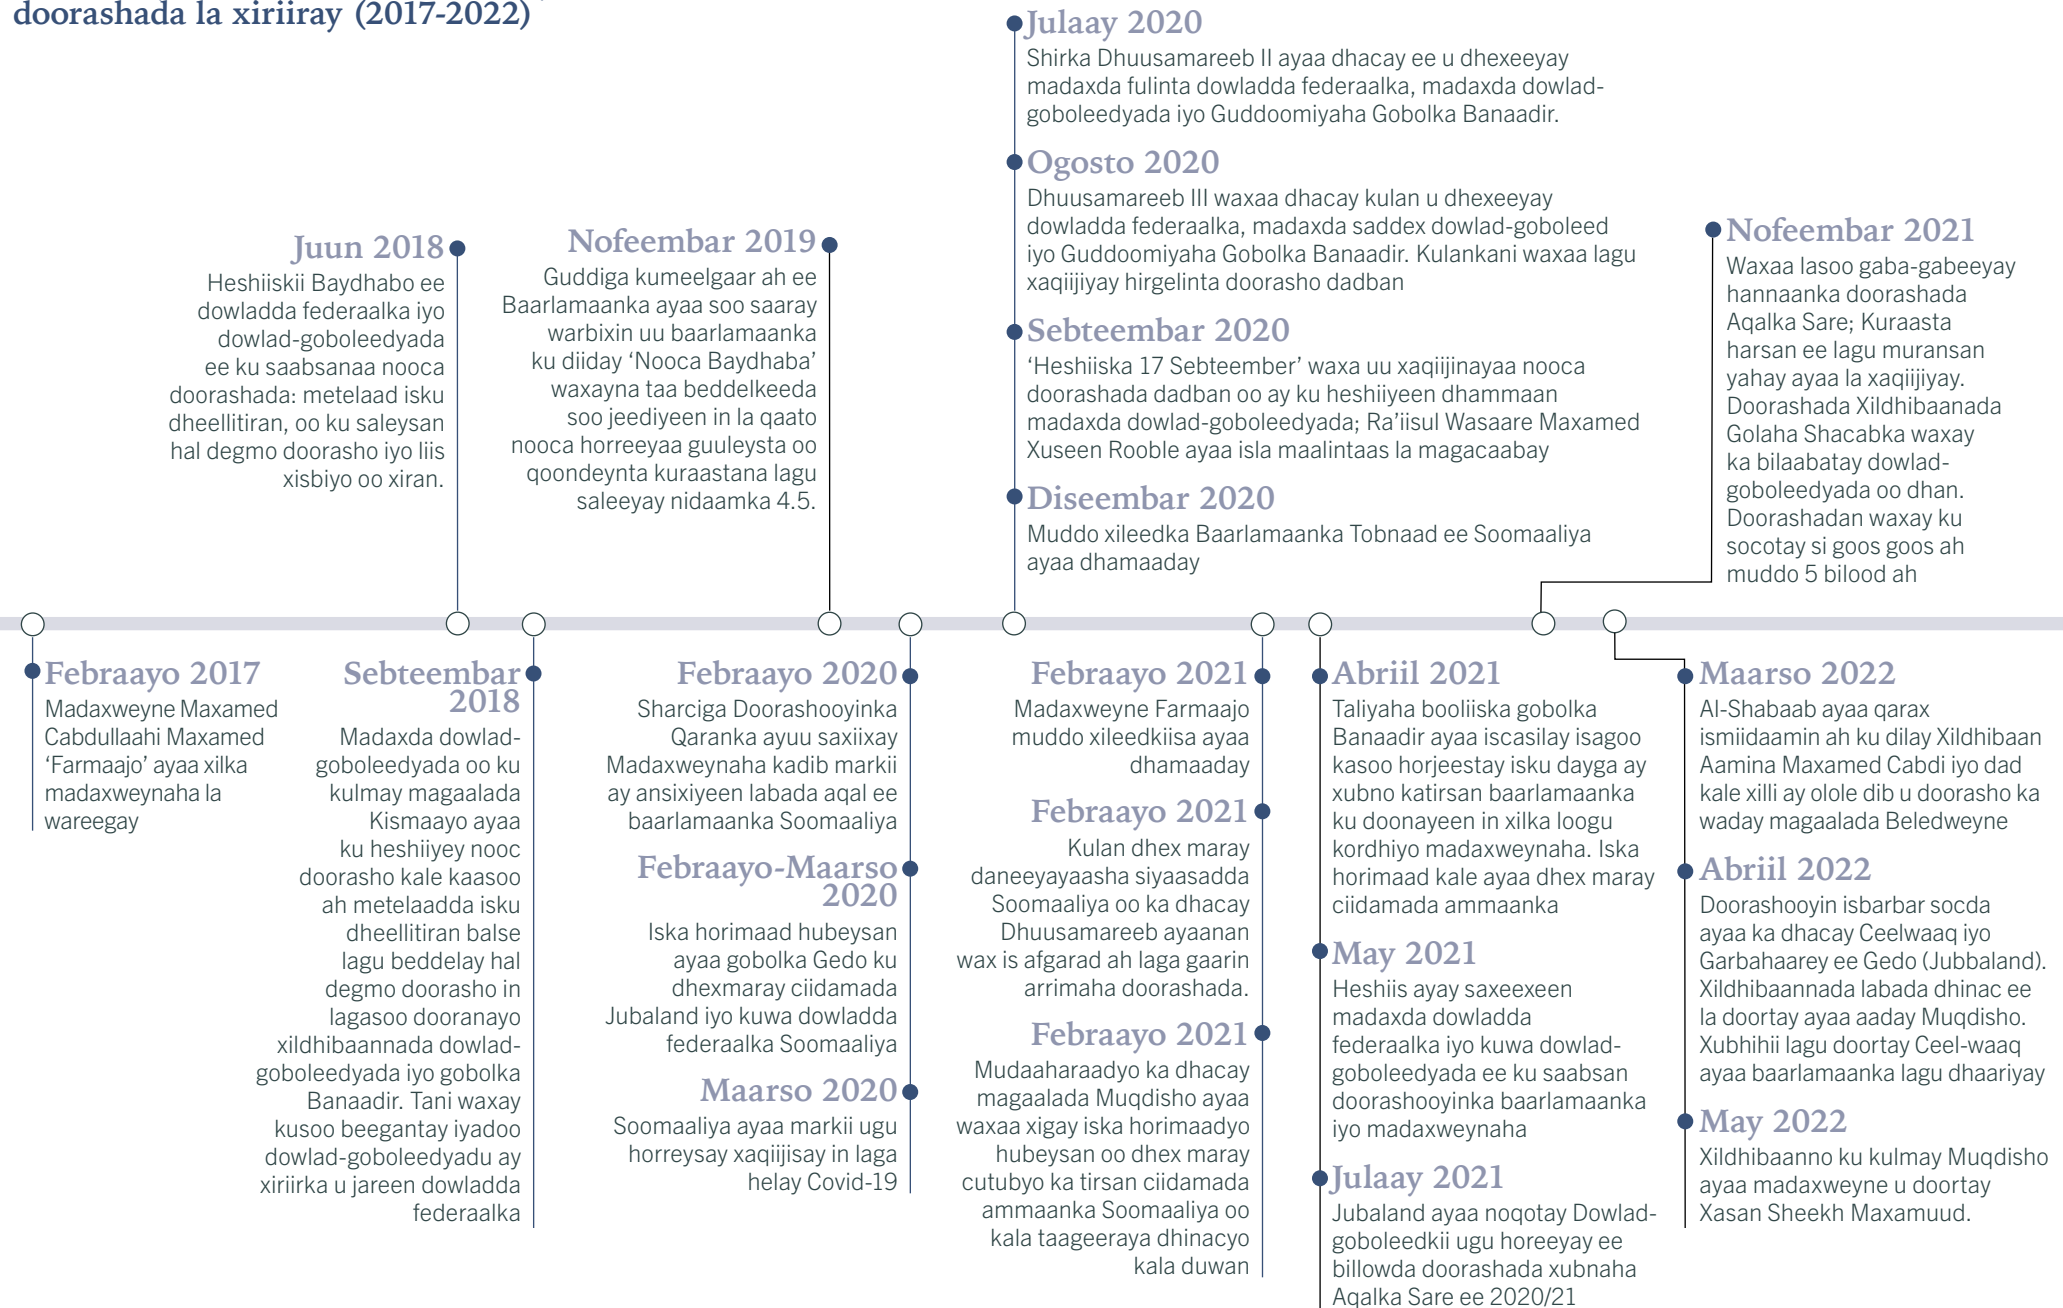 doorashada la xiriiray (2017-2022)
Febraayo 2017
Madaxweyne Maxamed
Cabdullaahi Maxamed
‘Farmaajo’ ayaa xilka
madaxweynaha la
wareegay
Juun 2018
Heshiiskii Baydhabo ee
dowladda federaalka iyo
dowlad-goboleedyada
ee ku saabsanaa nooca
doorashada: metelaad isku
dheellitiran, oo ku saleysan
hal degmo doorasho iyo liis
xisbiyo oo xiran.
Sebteembar
2018
Madaxda dowlad-
goboleedyada oo ku
kulmay magaalada
Kismaayo ayaa
ku heshiiyey nooc
doorasho kale kaasoo
ah metelaadda isku
dheellitiran balse
lagu beddelay hal
degmo doorasho in
lagasoo dooranayo
xildhibaannada dowlad-
goboleedyada iyo gobolka
Banaadir. Tani waxay
kusoo beegantay iyadoo
dowlad-goboleedyadu ay
xiriirka u jareen dowladda
federaalka
Nofeembar 2019
Guddiga kumeelgaar ah ee
Baarlamaanka ayaa soo saaray
warbixin uu baarlamaanka
ku diiday ‘Nooca Baydhaba’
waxayna taa beddelkeeda
soo jeediyeen in la qaato
nooca horreeyaa guuleysta oo
qoondeynta kuraastana lagu
saleeyay nidaamka 4.5.
Febraayo 2020
Sharciga Doorashooyinka
Qaranka ayuu saxiixay
Madaxweynaha kadib markii
ay ansixiyeen labada aqal ee
baarlamaanka Soomaaliya
Febraayo-Maarso
2020
Iska horimaad hubeysan
ayaa gobolka Gedo ku
dhexmaray ciidamada
Jubaland iyo kuwa dowladda
federaalka Soomaaliya
Maarso 2020
Soomaaliya ayaa markii ugu
horreysay xaqiijisay in laga
helay Covid-19
Julaay 2020
Shirka Dhuusamareeb II ayaa dhacay ee u dhexeeyay
madaxda fulinta dowladda federaalka, madaxda dowlad-
goboleedyada iyo Guddoomiyaha Gobolka Banaadir.
Ogosto 2020
Dhuusamareeb III waxaa dhacay kulan u dhexeeyay
dowladda federaalka, madaxda saddex dowlad-goboleed
iyo Guddoomiyaha Gobolka Banaadir. Kulankani waxaa lagu
xaqiijiyay hirgelinta doorasho dadban
Sebteembar 2020
‘Heshiiska 17 Sebteember’ waxa uu xaqiijinayaa nooca
doorashada dadban oo ay ku heshiiyeen dhammaan
madaxda dowlad-goboleedyada; Ra’iisul Wasaare Maxamed
Xuseen Rooble ayaa isla maalintaas la magacaabay
Diseembar 2020
Muddo xileedka Baarlamaanka Tobnaad ee Soomaaliya
ayaa dhamaaday
Febraayo 2021
Madaxweyne Farmaajo
muddo xileedkiisa ayaa
dhamaaday
Febraayo 2021
Kulan dhex maray
daneeyayaasha siyaasadda
Soomaaliya oo ka dhacay
Dhuusamareeb ayaanan
wax is afgarad ah laga gaarin
arrimaha doorashada.
Febraayo 2021
Mudaaharaadyo ka dhacay
magaalada Muqdisho ayaa
waxaa xigay iska horimaadyo
hubeysan oo dhex maray
cutubyo ka tirsan ciidamada
ammaanka Soomaaliya oo
kala taageeraya dhinacyo
kala duwan
Abriil 2021
Taliyaha booliiska gobolka
Banaadir ayaa iscasilay isagoo
kasoo horjeestay isku dayga ay
xubno katirsan baarlamaanka
ku doonayeen in xilka loogu
kordhiyo madaxweynaha. Iska
horimaad kale ayaa dhex maray
ciidamada ammaanka
May 2021
Heshiis ayay saxeexeen
madaxda dowladda
federaalka iyo kuwa dowlad-
goboleedyada ee ku saabsan
doorashooyinka baarlamaanka
iyo madaxweynaha
Julaay 2021
Jubaland ayaa noqotay Dowlad-
goboleedkii ugu horeeyay ee
billowda doorashada xubnaha
Aqalka Sare ee 2020/21
Nofeembar 2021
Waxaa lasoo gaba-gabeeyay
hannaanka doorashada
Aqalka Sare; Kuraasta
harsan ee lagu muransan
yahay ayaa la xaqiijiyay.
Doorashada Xildhibaanada
Golaha Shacabka waxay
ka bilaabatay dowlad-
goboleedyada oo dhan.
Doorashadan waxay ku
socotay si goos goos ah
muddo 5 bilood ah
Maarso 2022
Al-Shabaab ayaa qarax
ismiidaamin ah ku dilay Xildhibaan
Aamina Maxamed Cabdi iyo dad
kale xilli ay olole dib u doorasho ka
waday magaalada Beledweyne
Abriil 2022
Doorashooyin isbarbar socda
ayaa ka dhacay Ceelwaaq iyo
Garbahaarey ee Gedo (Jubbaland).
Xildhibaannada labada dhinac ee
la doortay ayaa aaday Muqdisho.
Xubhihii lagu doortay Ceel-waaq
ayaa baarlamaanka lagu dhaariyay
May 2022
Xildhibaanno ku kulmay Muqdisho
ayaa madaxweyne u doortay
Xasan Sheekh Maxamuud.